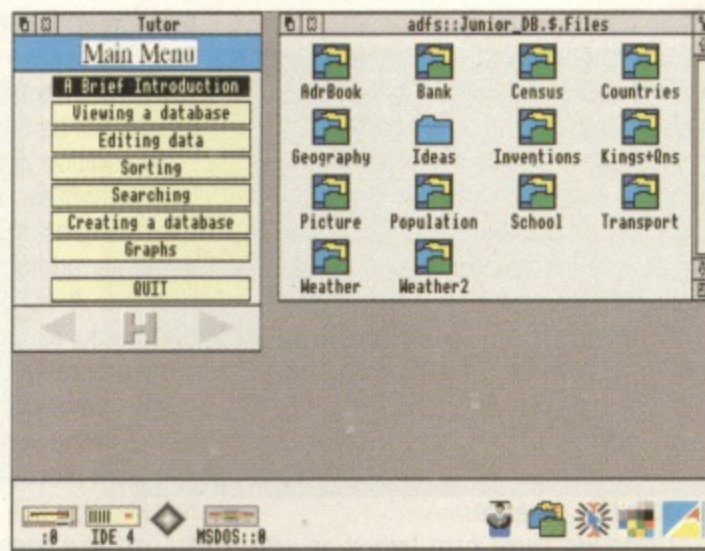 Tutor
Main Menu
A Brief Introduction
Viewing a database
Editing data
Sorting
Searching
Creating a database
Graphs
QUIT
H
adfs::Junior_DB.$.Files
AdrBook Bank Census Countries
Geography Ideas Inventions Kings+Qns
Picture Population School Transport
Weather Weather2
:0 IDE 4 MSDOS::0